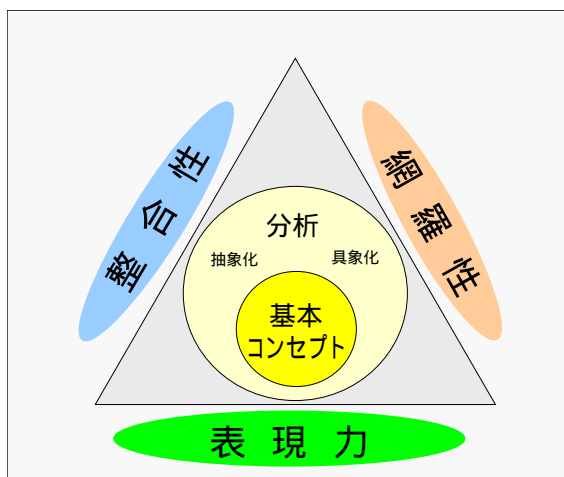 整合性
網羅性
分析
抽象化
具象化
基本
コンセプト
表現力